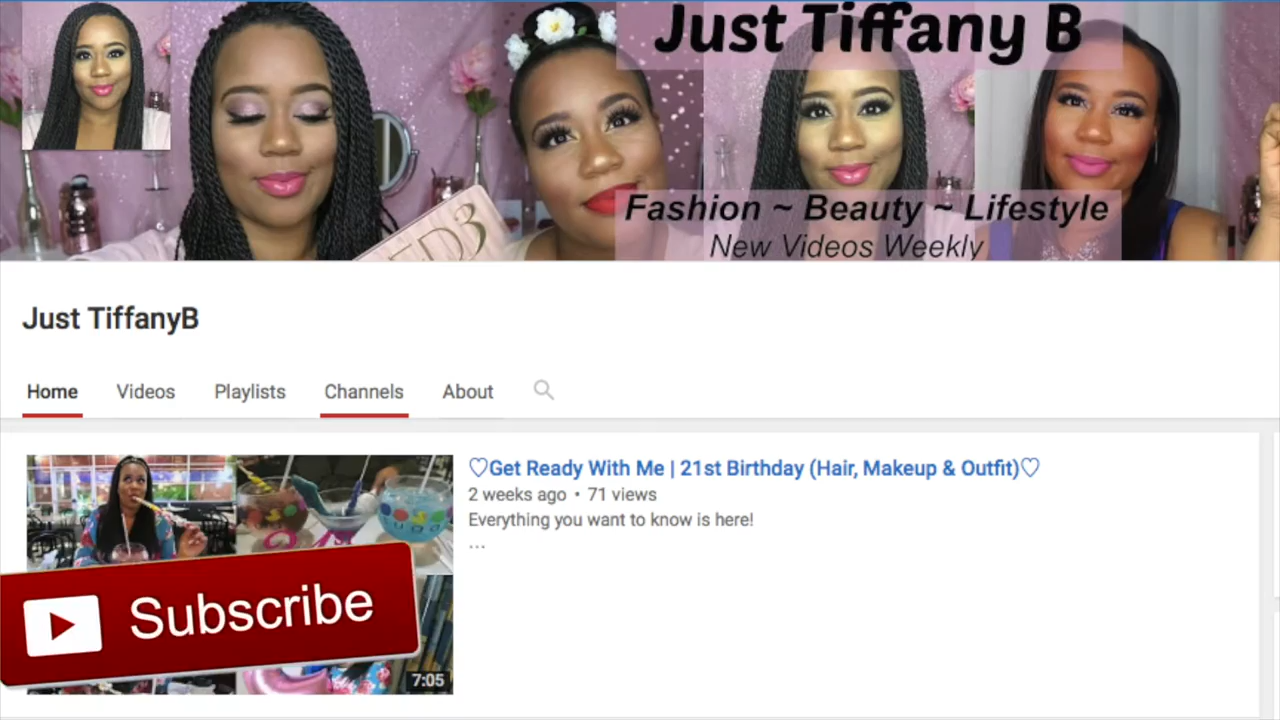 Just Tiffany B
Fashion ~ Beauty ~ Lifestyle
New Videos Weekly
Just TiffanyB
Home Videos Playlists Channels About
♡Get Ready With Me | 21st Birthday (Hair, Makeup & Outfit)♡
2 weeks ago • 71 views
Everything you want to know is here!
...
21st
Subscribe
7:05